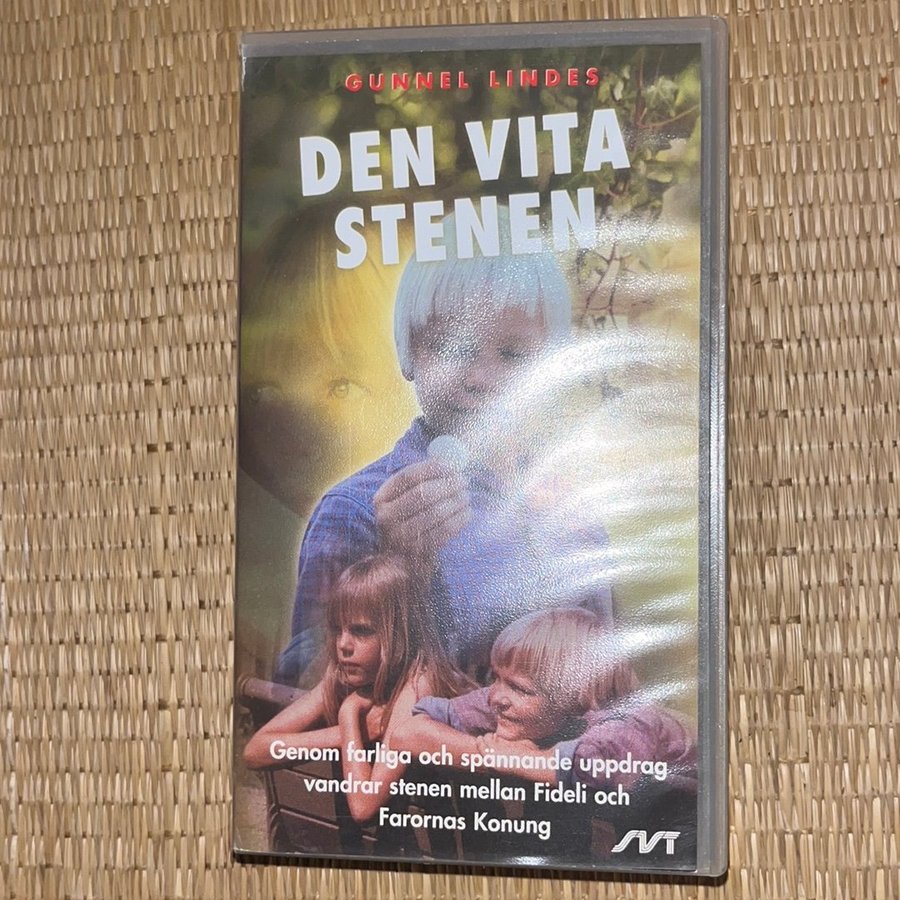 GUNNEL LINDES
DEN VITA
STENEN
Genom farliga och spännande uppdrag
vandrar stenen mellan Fideli och
Farornas Konung
SVT